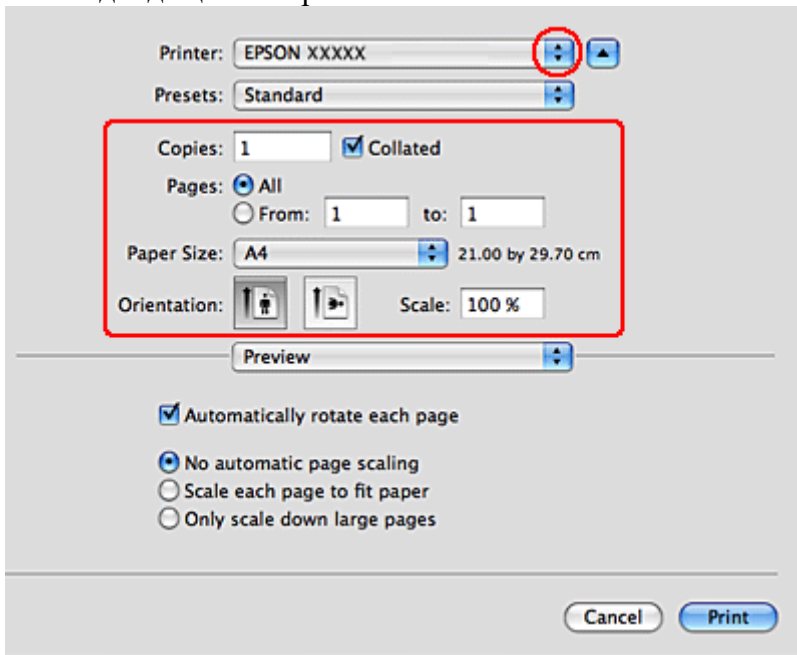 Printer: EPSON XXXXX
Presets: Standard
Copies: 1 Collated
Pages: All
From: 1 to: 1
Paper Size: A4 21.00 by 29.70 cm
Orientation: Scale: 100 %
Preview
Automatically rotate each page
No automatic page scaling
Scale each page to fit paper
Only scale down large pages
Cancel Print